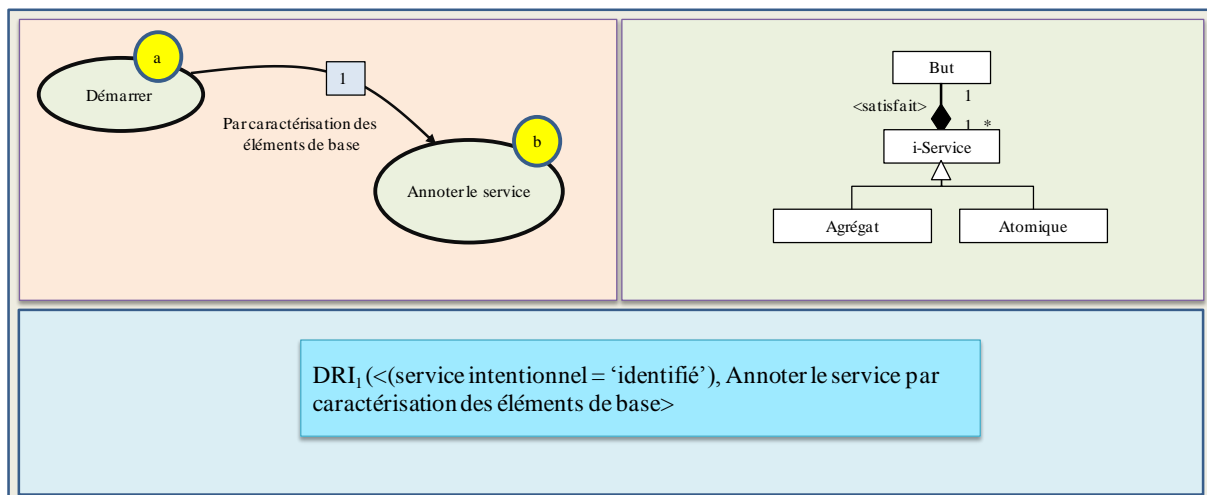 a
Démarrer
1
Par caractérisation des
éléments de base
b
Annoter le service
But
1
<satisfait>
1..*
i-Service
Agrégat
Atomique
DRI₁ (<(service intentionnel = ‘identifié’), Annoter le service par
caractérisation des éléments de base>